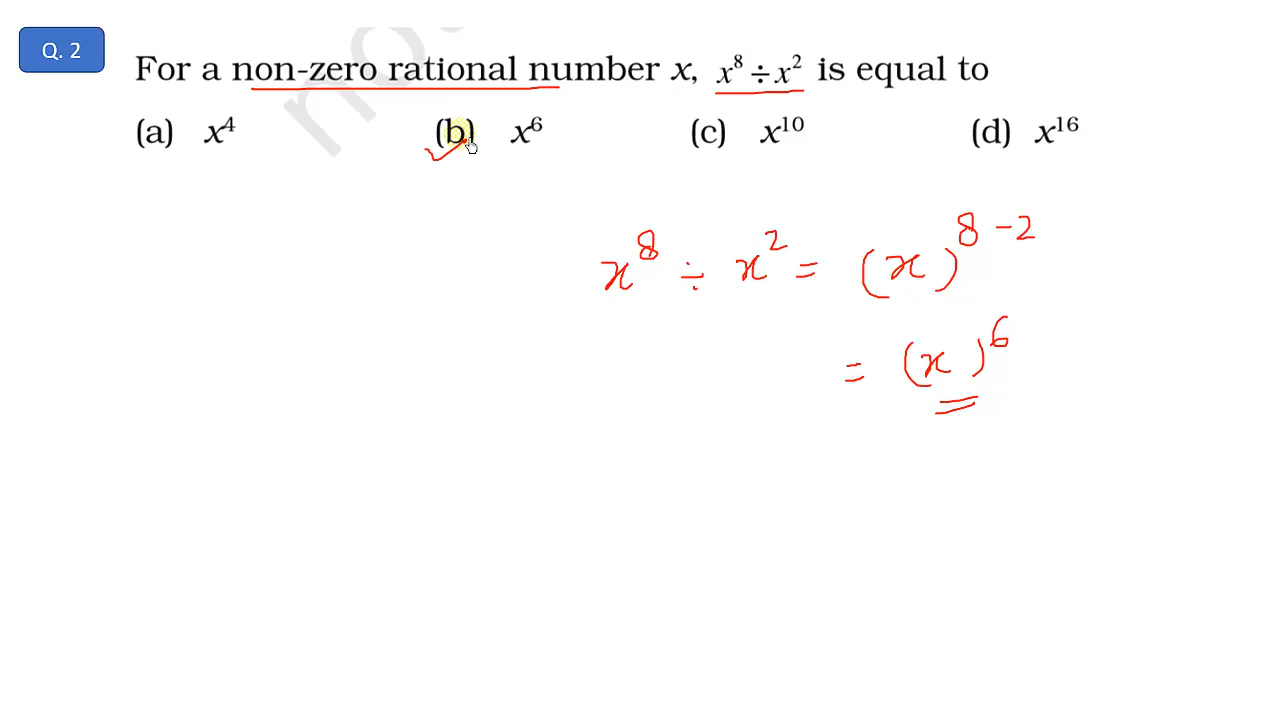 Q. 2
For a non-zero rational number x, x⁸ ÷ x² is equal to
(a) x⁴ (b) x⁶ (c) x¹⁰ (d) x¹⁶
x⁸ ÷ x² = (x)⁸⁻²
= (x)⁶